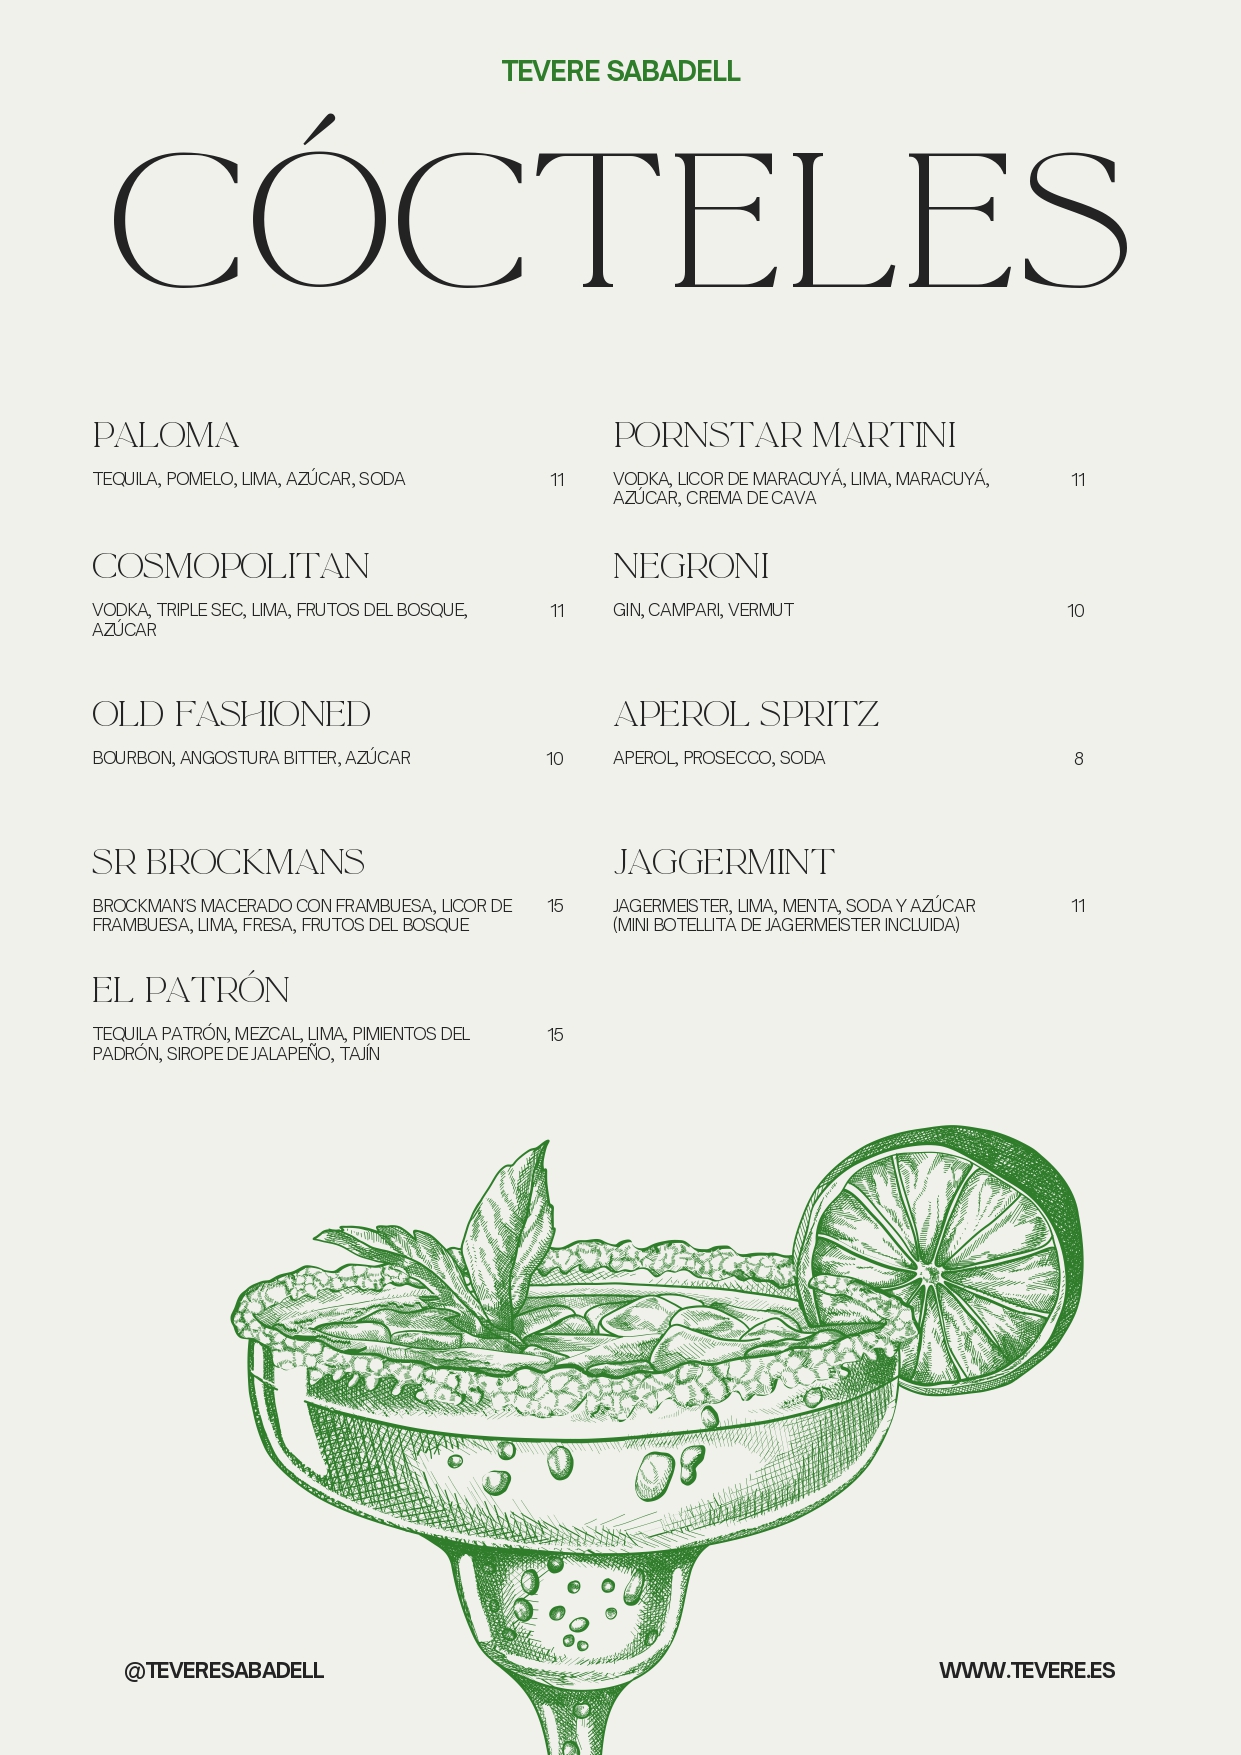 TEVERE SABADELL
CÓCTELES
PALOMA
TEQUILA, POMELO, LIMA, AZÚCAR, SODA 11
COSMOPOLITAN
VODKA, TRIPLE SEC, LIMA, FRUTOS DEL BOSQUE, 11
AZÚCAR
OLD FASHIONED
BOURBON, ANGOSTURA BITTER, AZÚCAR 10
SR BROCKMANS
BROCKMAN'S MACERADO CON FRAMBUESA, LICOR DE 15
FRAMBUESA, LIMA, FRESA, FRUTOS DEL BOSQUE
EL PATRÓN
TEQUILA PATRÓN, MEZCAL, LIMA, PIMIENTOS DEL 15
PADRÓN, SIROPE DE JALAPEÑO, TAJÍN
PORNSTAR MARTINI
VODKA, LICOR DE MARACUYÁ, LIMA, MARACUYÁ, 11
AZÚCAR, CREMA DE CAVA
NEGRONI
GIN, CAMPARI, VERMUT 10
APEROL SPRITZ
APEROL, PROSECCO, SODA 8
JAGGERMINT
JAGERMEISTER, LIMA, MENTA, SODA Y AZÚCAR 11
(MINI BOTELLITA DE JAGERMEISTER INCLUIDA)
@TEVERESABADELL
WWW.TEVERE.ES